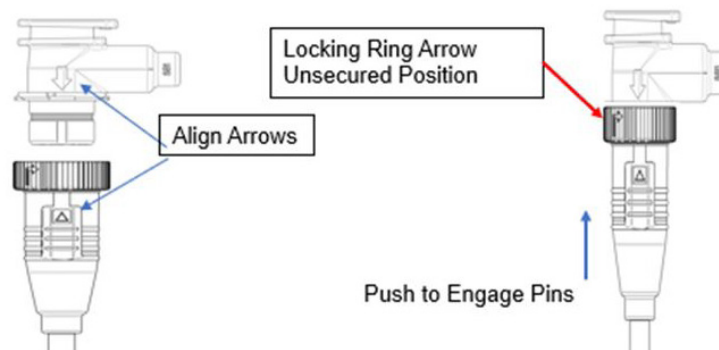 Locking Ring Arrow
Unsecured Position
Align Arrows
Push to Engage Pins